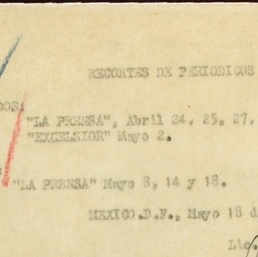 RECORTES DE PERIODICOS
DOS:
"LA PRENSA", Abril 24, 25, 27.
"EXCELSIOR" Mayo 2.
"LA PRENSA" Mayo 3, 14 y 18.
MEXICO.D.F., Mayo 18 d
Lic.